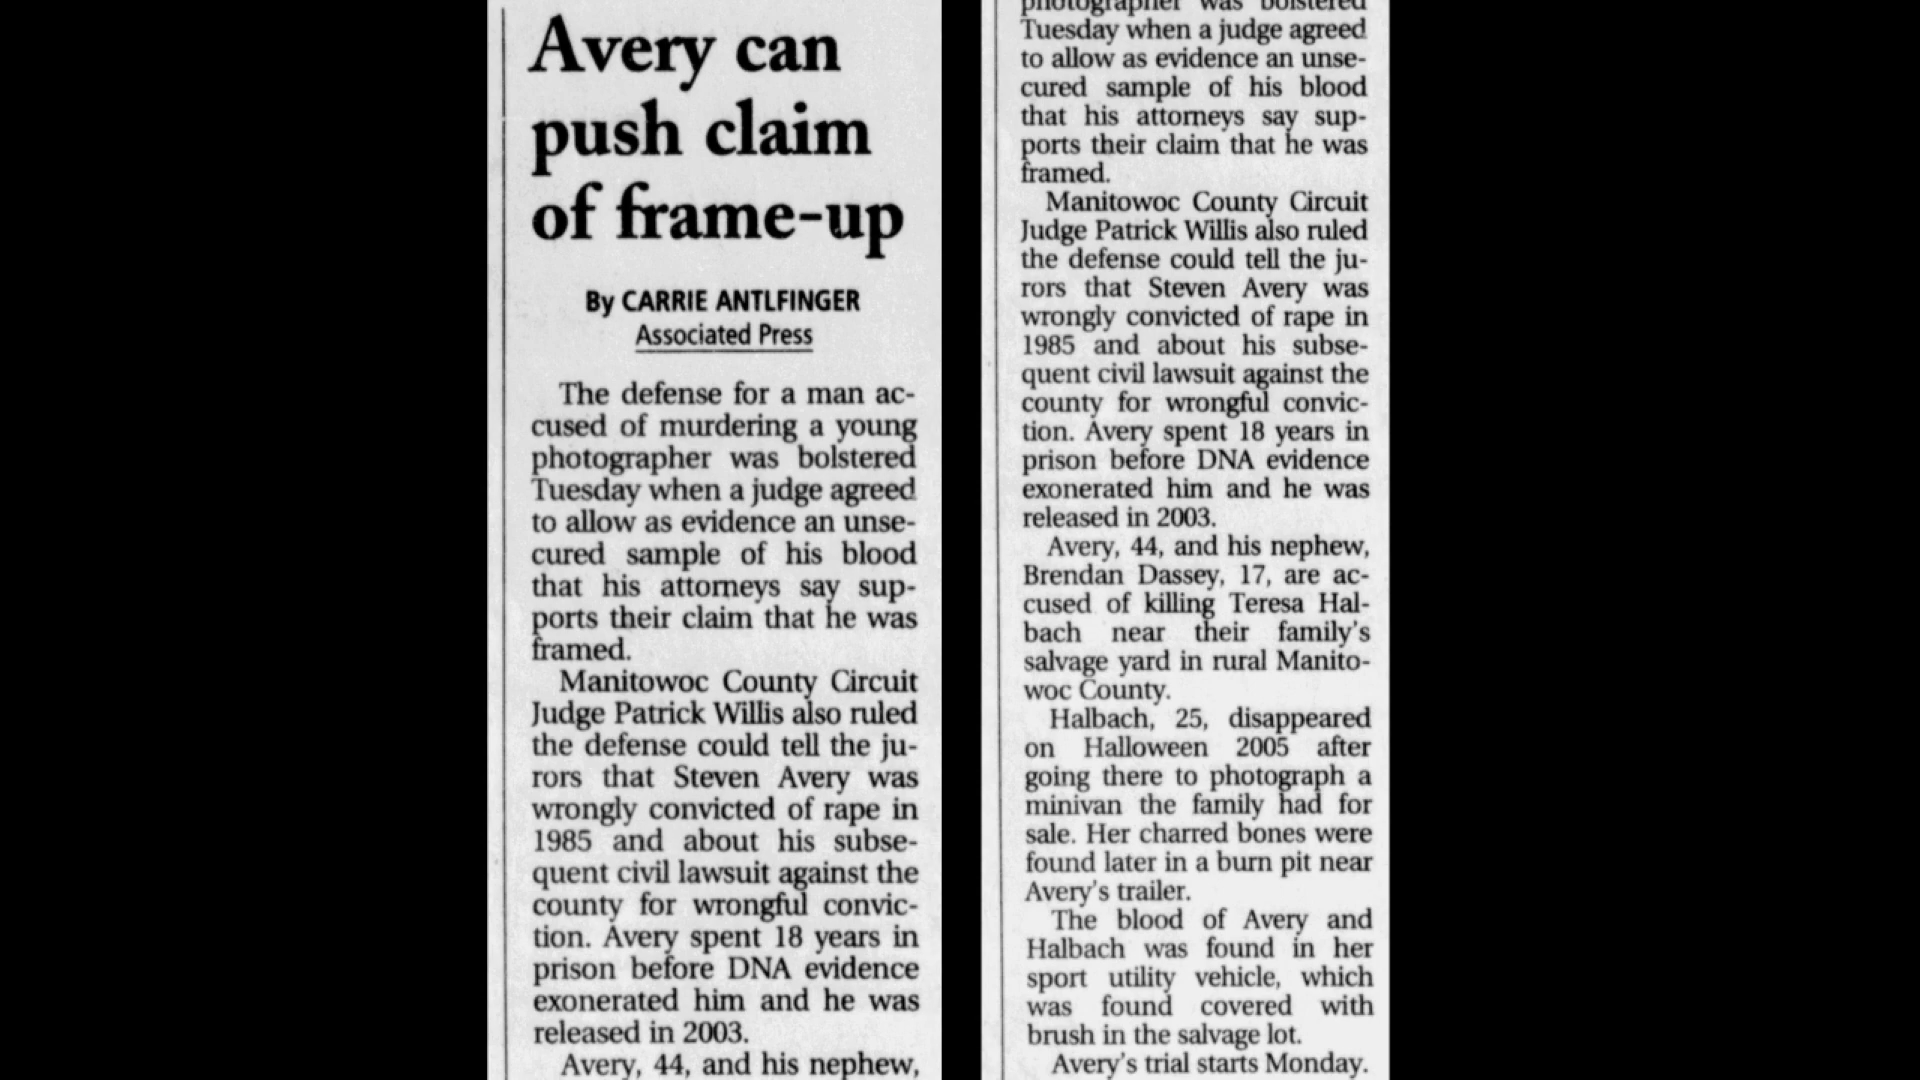 Avery can
push claim
of frame-up
By CARRIE ANTLFINGER
Associated Press
The defense for a man ac-
cused of murdering a young
photographer was bolstered
Tuesday when a judge agreed
to allow as evidence an unse-
cured sample of his blood
that his attorneys say sup-
ports their claim that he was
framed.
Manitowoc County Circuit
Judge Patrick Willis also ruled
the defense could tell the ju-
rors that Steven Avery was
wrongly convicted of rape in
1985 and about his subse-
quent civil lawsuit against the
county for wrongful convic-
tion. Avery spent 18 years in
prison before DNA evidence
exonerated him and he was
released in 2003.
Avery, 44, and his nephew,
photographer was bolstered
Tuesday when a judge agreed
to allow as evidence an unse-
cured sample of his blood
that his attorneys say sup-
ports their claim that he was
framed.
Manitowoc County Circuit
Judge Patrick Willis also ruled
the defense could tell the ju-
rors that Steven Avery was
wrongly convicted of rape in
1985 and about his subse-
quent civil lawsuit against the
county for wrongful convic-
tion. Avery spent 18 years in
prison before DNA evidence
exonerated him and he was
released in 2003.
Avery, 44, and his nephew,
Brendan Dassey, 17, are ac-
cused of killing Teresa Hal-
bach near their family's
salvage yard in rural Manito-
woc County.
Halbach, 25, disappeared
on Halloween 2005 after
going there to photograph a
minivan the family had for
sale. Her charred bones were
found later in a burn pit near
Avery's trailer.
The blood of Avery and
Halbach was found in her
sport utility vehicle, which
was found covered with
brush in the salvage lot.
Avery's trial starts Monday.